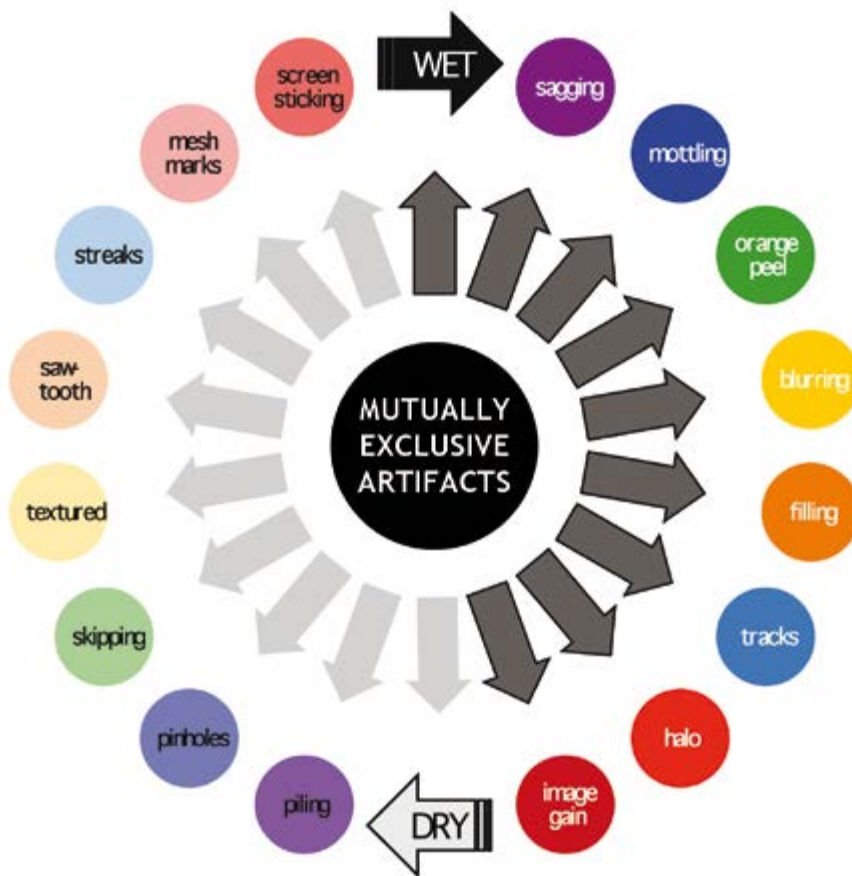 WET
screen
sticking
sagging
mesh
marks
mottling
streaks
orange
peel
saw-
tooth
blurring
MUTUALLY
EXCLUSIVE
ARTIFACTS
textured
filling
skipping
tracks
pinholes
halo
piling
DRY
image
gain